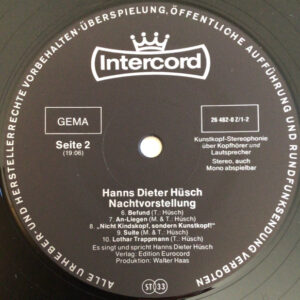 ALLE URHEBER- UND HERSTELLERRECHTE VORBEHALTEN · ÜBERSPIELUNG, ÖFFENTLICHE AUFFÜHRUNG UND RUNDFUNKSENDUNG VERBOTEN
Intercord
GEMA
26 482-8 Z/1-2
Seite 2
(19:06)
Kunstkopf-Stereophonie
über Kopfhörer und
Lautsprecher
Stereo, auch
Mono abspielbar
Hanns Dieter Hüsch
Nachtvorstellung
6. Befund (T.: Hüsch)
7. An-Liegen (M. & T.: Hüsch)
8. „Nicht Kindskopf, sondern Kunstkopf!“
9. Suite (M. & T.: Hüsch)
10. Lothar Trappmann (T.: Hüsch)
Es singt und spricht Hanns Dieter Hüsch
Verlag: Edition Eurocord
Produktion: Walter Haas
ST 33